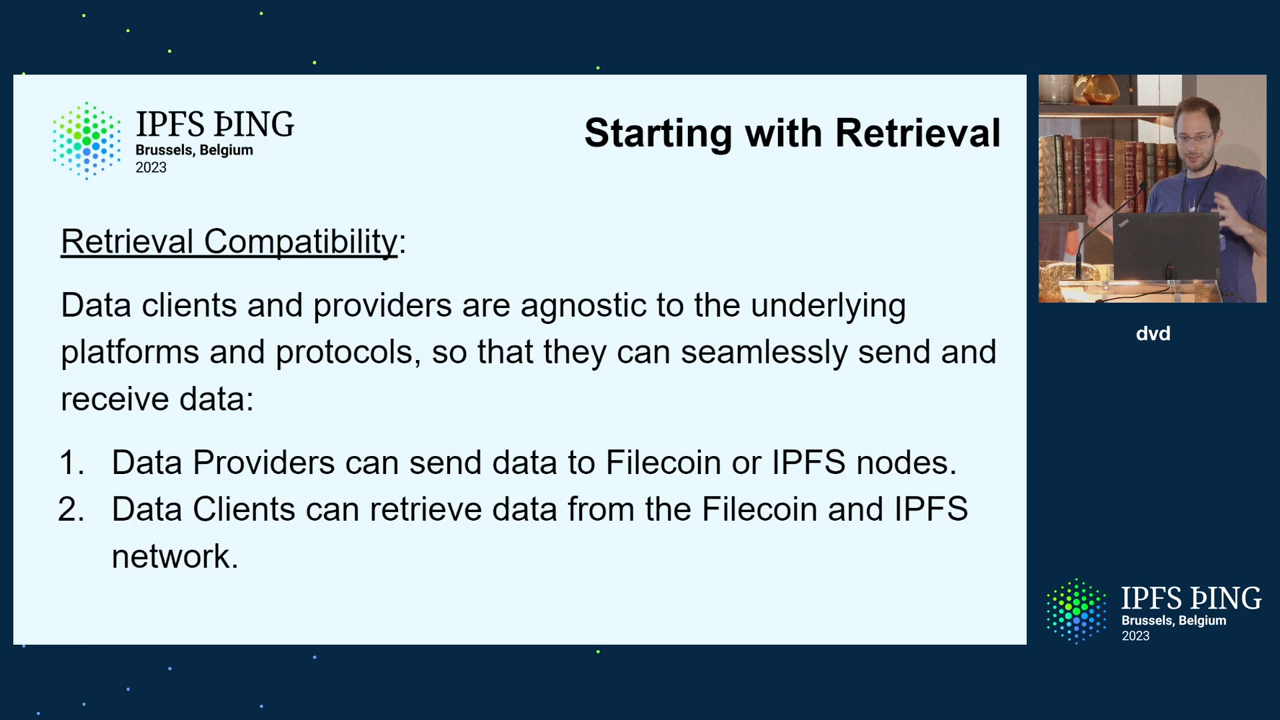 IPFS ÞING
Brussels, Belgium
2023
Starting with Retrieval
Retrieval Compatibility:
Data clients and providers are agnostic to the underlying
platforms and protocols, so that they can seamlessly send and
receive data:
1. Data Providers can send data to Filecoin or IPFS nodes.
2. Data Clients can retrieve data from the Filecoin and IPFS
network.
dvd
IPFS ÞING
Brussels, Belgium
2023